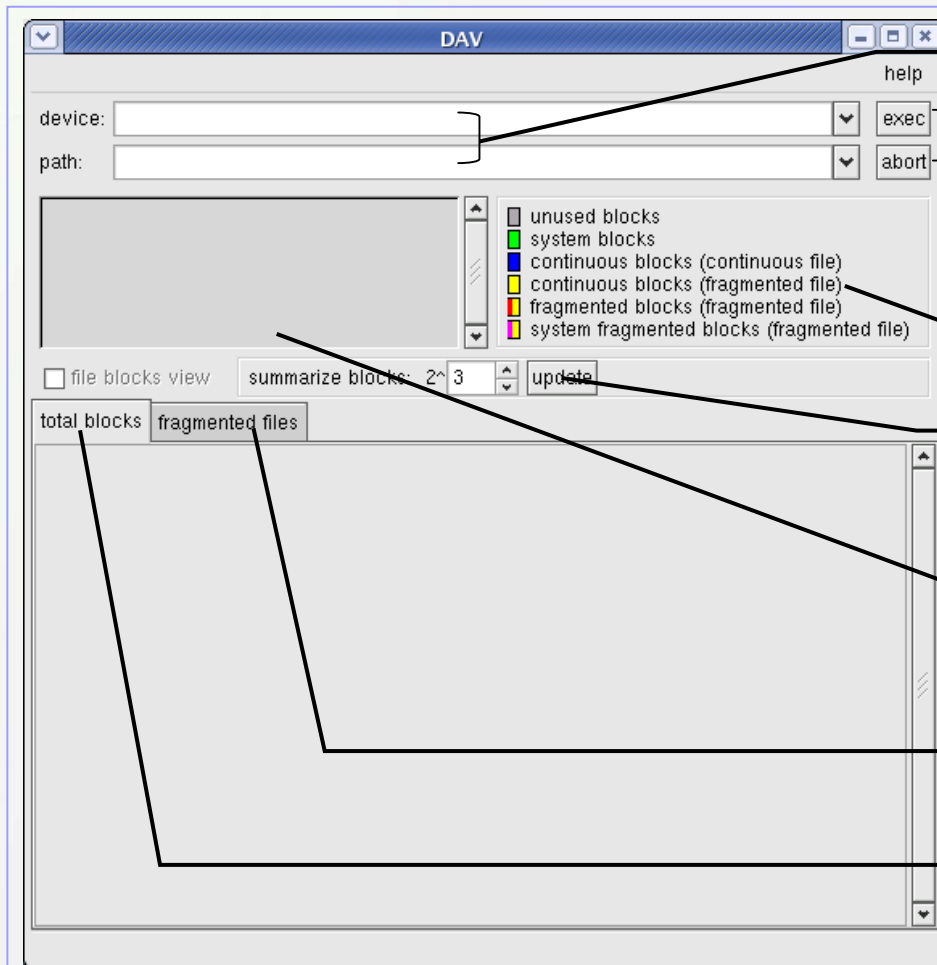 DAV
help
device: exec
path: abort
unused blocks
system blocks
continuous blocks (continuous file)
continuous blocks (fragmented file)
fragmented blocks (fragmented file)
system fragmented blocks (fragmented file)
file blocks view summarize blocks: 2^ 3 update
total blocks fragmented files